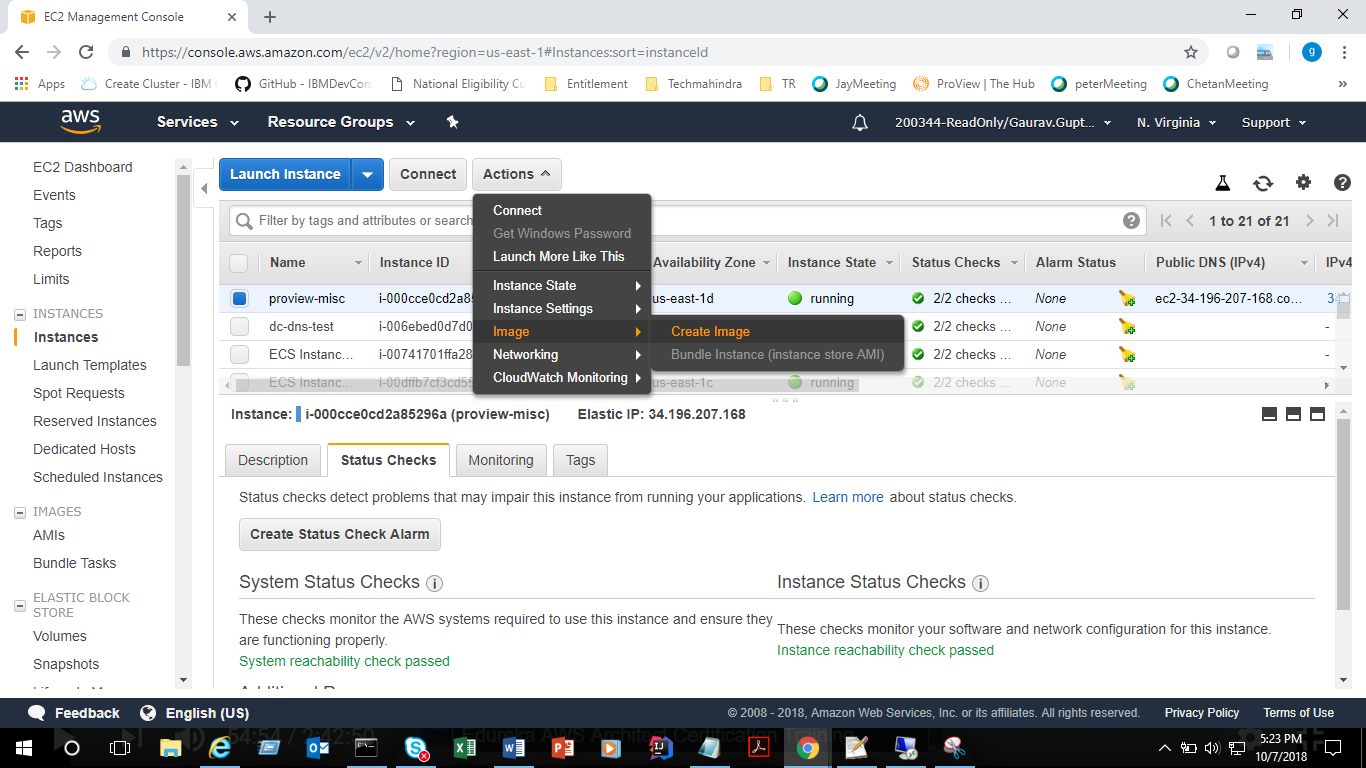 EC2 Management Console
https://console.aws.amazon.com/ec2/v2/home?region=us-east-1#Instances:sort=instanceId
g
Apps Create Cluster - IBM GitHub - IBMDevCon National Eligibility Cu Entitlement Techmahindra TR JayMeeting ProView | The Hub peterMeeting ChetanMeeting »
aws Services Resource Groups 200344-ReadOnly/Gaurav.Gupt... N. Virginia Support
EC2 Dashboard
Events
Tags
Reports
Limits
INSTANCES
Instances
Launch Templates
Spot Requests
Reserved Instances
Dedicated Hosts
Scheduled Instances
IMAGES
AMIs
Bundle Tasks
ELASTIC BLOCK
STORE
Volumes
Snapshots
Launch Instance Connect Actions
Filter by tags and attributes or search
1 to 21 of 21
Connect
Get Windows Password
Launch More Like This
Instance State
Instance Settings
Image
Networking
CloudWatch Monitoring
Create Image
Bundle Instance (instance store AMI)
Name Instance ID Availability Zone Instance State Status Checks Alarm Status Public DNS (IPv4) IPv4
proview-misc i-000cce0cd2a85 us-east-1d running 2/2 checks ... None ec2-34-196-207-168.co... 34
dc-dns-test i-006ebed0d7d0 2/2 checks ... None -
ECS Instanc... i-00741701ffa28 2/2 checks ... None -
ECS Instanc... i-00dffb7cf3cd55 us-east-1c running 2/2 checks ... None -
Instance: i-000cce0cd2a85296a (proview-misc) Elastic IP: 34.196.207.168
Description Status Checks Monitoring Tags
Status checks detect problems that may impair this instance from running your applications. Learn more about status checks.
Create Status Check Alarm
System Status Checks
These checks monitor the AWS systems required to use this instance and ensure they
are functioning properly.
System reachability check passed
Instance Status Checks
These checks monitor your software and network configuration for this instance.
Instance reachability check passed
Feedback English (US) © 2008 - 2018, Amazon Web Services, Inc. or its affiliates. All rights reserved. Privacy Policy Terms of Use
5:23 PM
10/7/2018